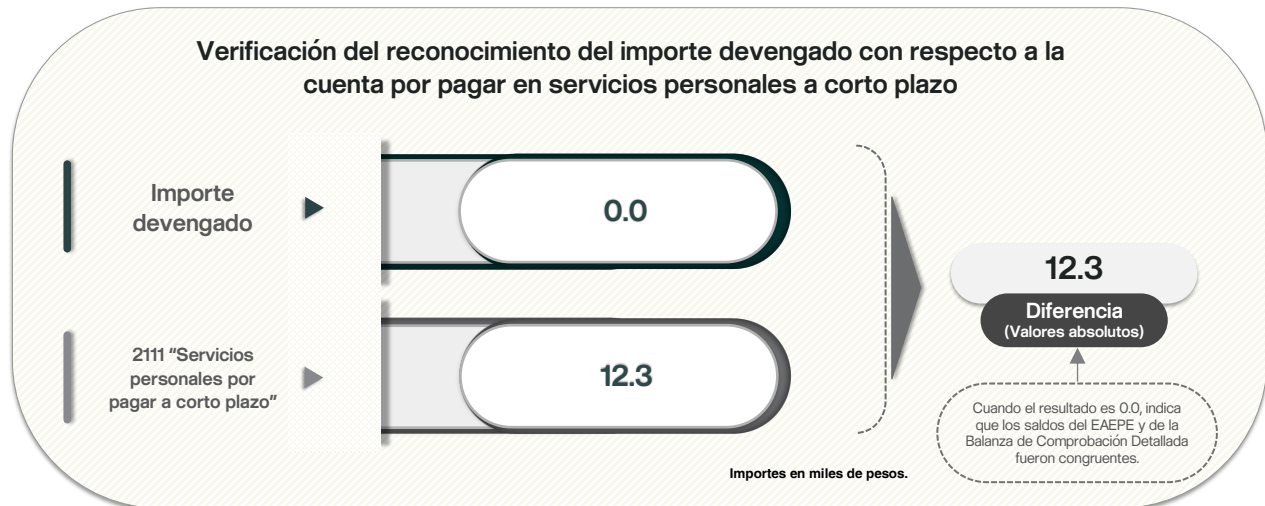 Verificación del reconocimiento del importe devengado con respecto a la
cuenta por pagar en servicios personales a corto plazo
Importe
devengado
0.0
2111 "Servicios
personales por
pagar a corto plazo"
12.3
12.3
Diferencia
(Valores absolutos)
Cuando el resultado es 0.0, indica
que los saldos del EAEPE y de la
Balanza de Comprobación Detallada
fueron congruentes.
Importes en miles de pesos.